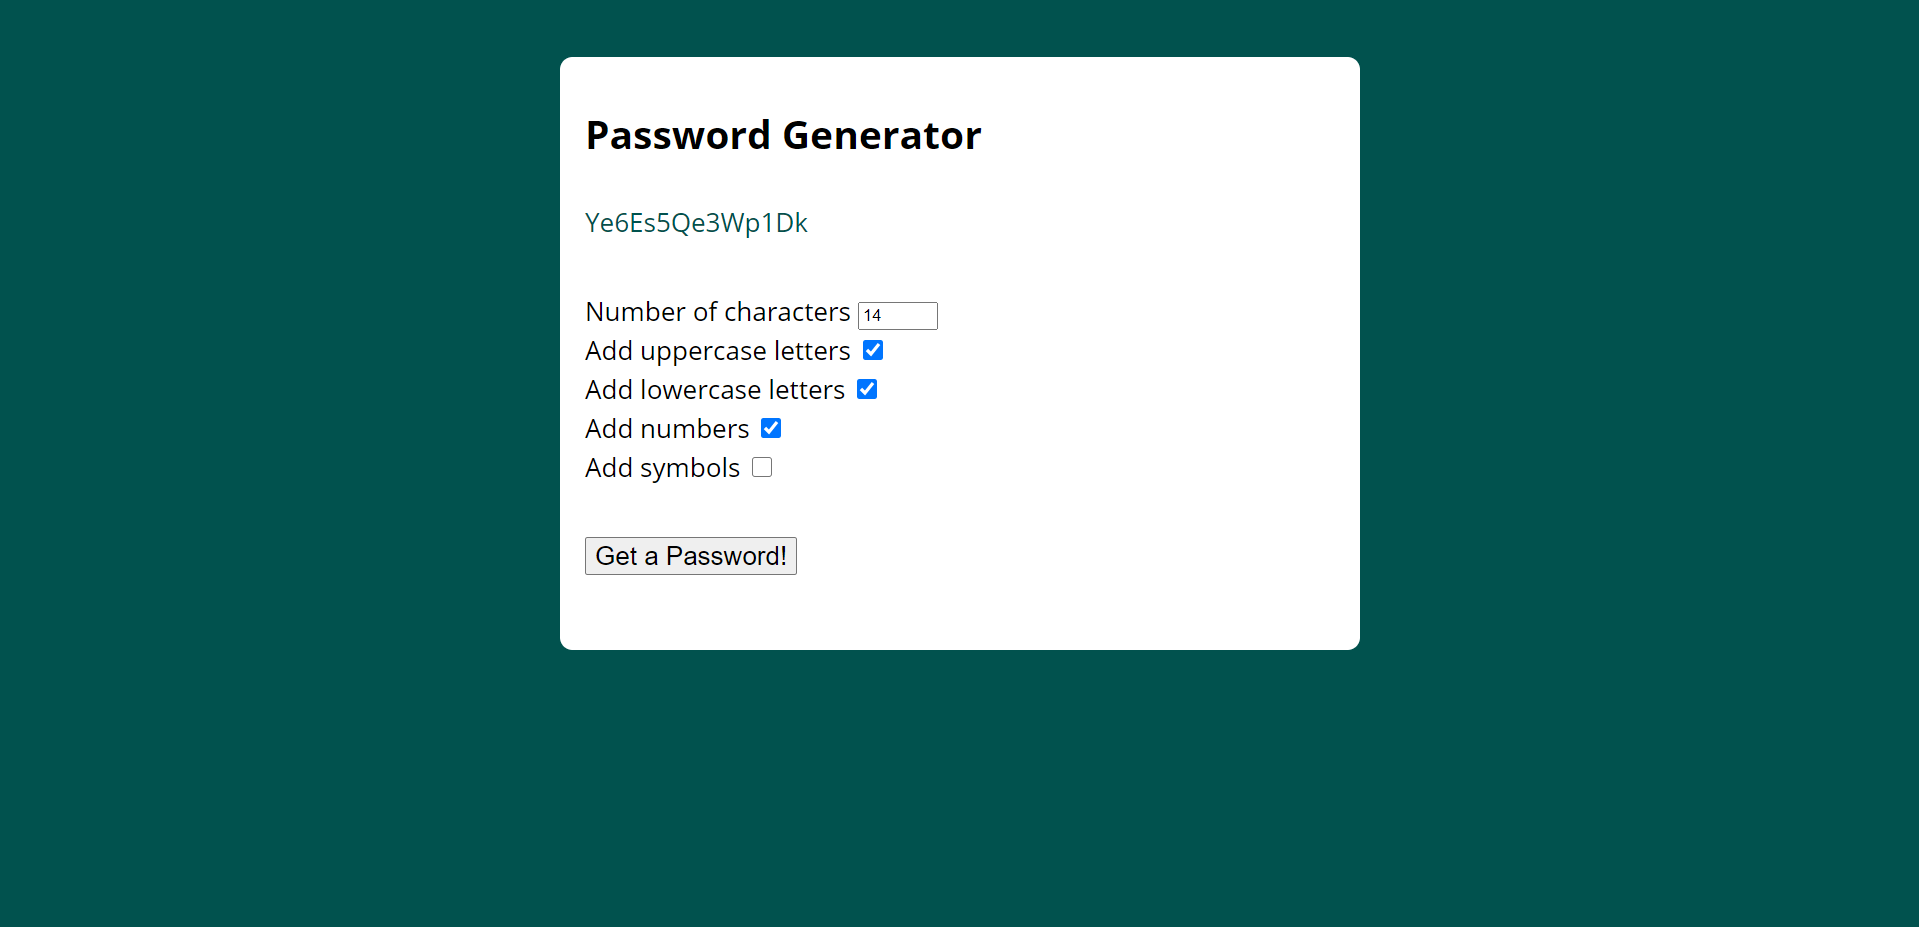 Password Generator
Ye6Es5Qe3Wp1Dk
Number of characters 14
Add uppercase letters
Add lowercase letters
Add numbers
Add symbols
Get a Password!